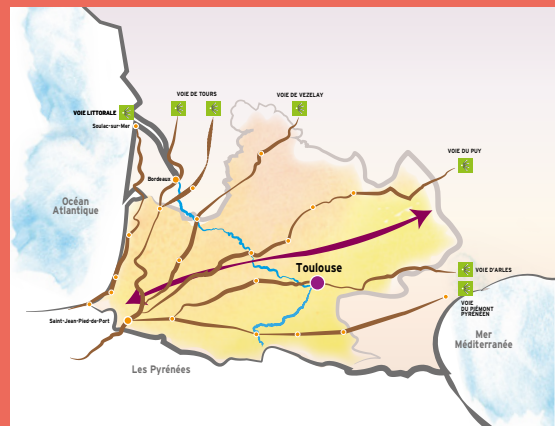 VOIE DE TOURS
VOIE DE VEZELAY
VOIE LITTORALE
Soulac-sur-Mer
VOIE DU PUY
Bordeaux
Océan
Atlantique
Toulouse
VOIE D'ARLES
VOIE
DU PIÉMONT
PYRÉNÉEN
Saint-Jean-Pied-de-Port
Mer
Méditerranée
Les Pyrénées